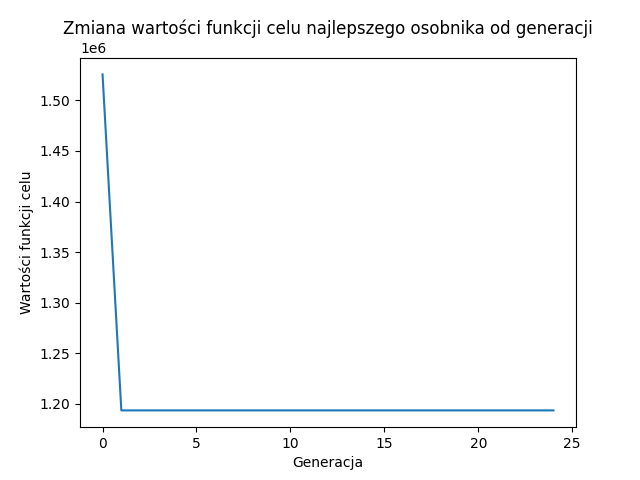 Zmiana wartości funkcji celu najlepszego osobnika od generacji
1e6
1.50
1.45
1.40
1.35
1.30
1.25
1.20
Wartości funkcji celu
0 5 10 15 20 25
Generacja